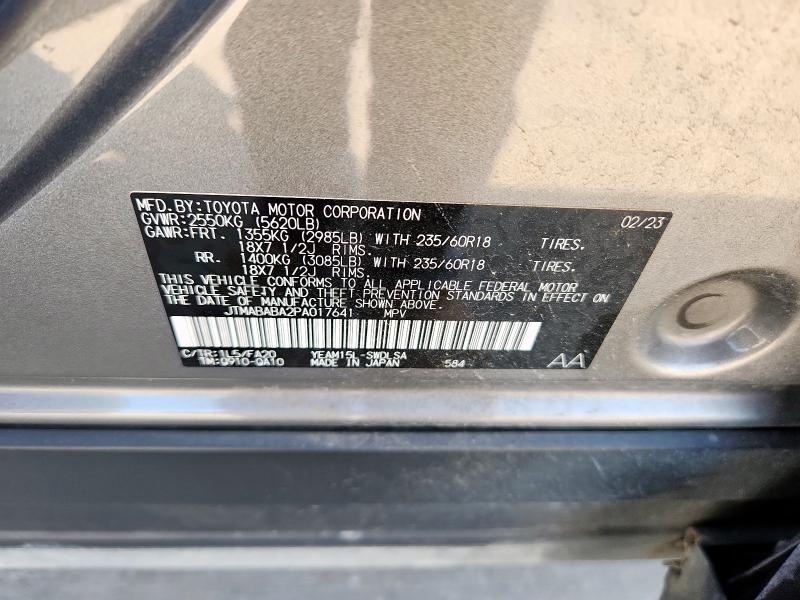 MFD.BY:TOYOTA MOTOR CORPORATION 02/23
GVWR:2550KG (5620LB)
GAWR:FRT. 1355KG (2985LB) WITH 235/60R18 TIRES.
18X7 1/2J RIMS.
RR. 1400KG (3085LB) WITH 235/60R18 TIRES.
18X7 1/2J RIMS.
THIS VEHICLE CONFORMS TO ALL APPLICABLE FEDERAL MOTOR
VEHICLE SAFETY AND THEFT PREVENTION STANDARDS IN EFFECT ON
THE DATE OF MANUFACTURE SHOWN ABOVE.
JTMABABA2PA017641 MPV
C/TR:1L5/FA20 YEAM15L-SWDLSA
TM:Q910-QA10 MADE IN JAPAN 584 AA